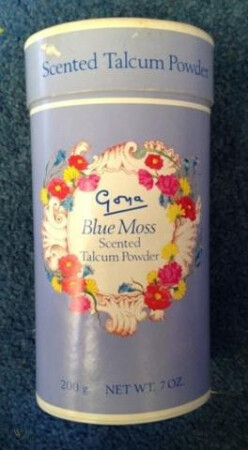 Scented Talcum Powder
Goya
Blue Moss
Scented
Talcum Powder
200 g NET WT. 7 OZ.